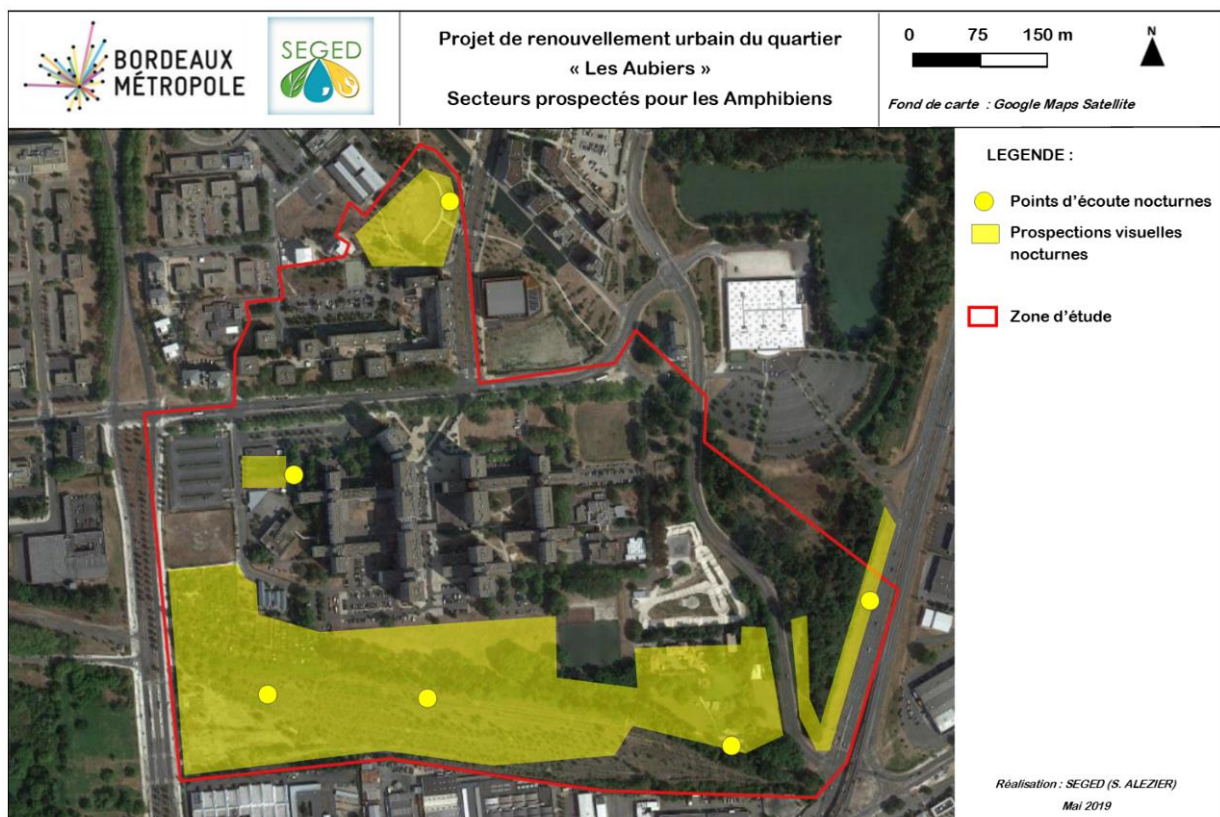 BORDEAUX
MÉTROPOLE
SEGED
Projet de renouvellement urbain du quartier
« Les Aubiers »
Secteurs prospectés pour les Amphibiens
0 75 150 m
N
Fond de carte : Google Maps Satellite
LEGENDE :
Points d'écoute nocturnes
Prospections visuelles
nocturnes
Zone d'étude
Réalisation : SEGED (S. ALEZIER)
Mai 2019